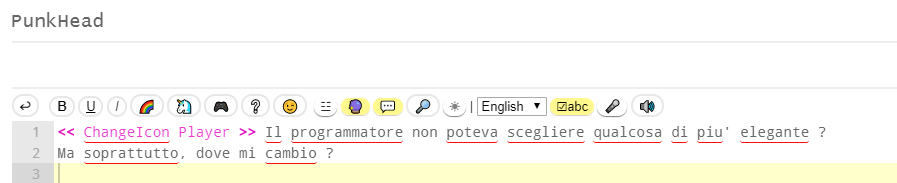 PunkHead
B U I | English abc
1 << ChangeIcon Player >> Il programmatore non poteva scegliere qualcosa di piu' elegante ?
2 Ma soprattutto, dove mi cambio ?
3